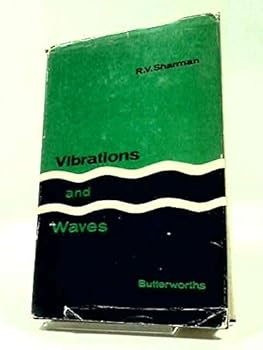 R.V.Sharman
Vibrations
and
Waves
Butterworths